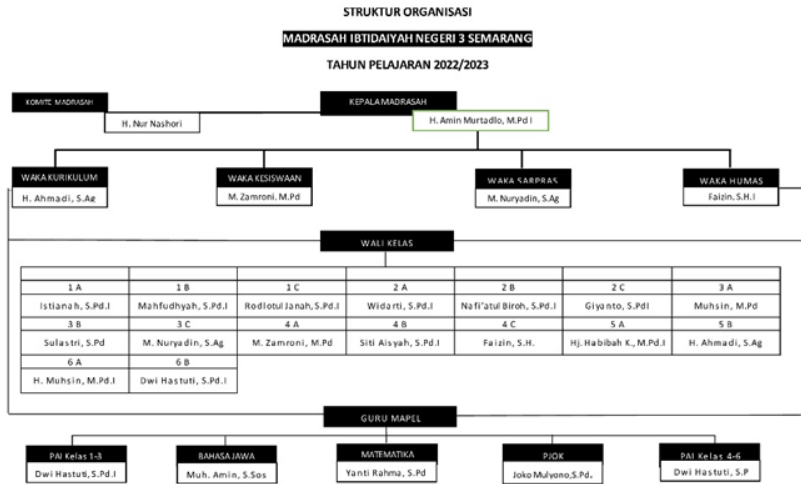 STRUKTUR ORGANISASI
MADRASAH IBTIDAIYAH NEGERI 3 SEMARANG
TAHUN PELAJARAN 2022/2023
KOMITE MADRASAH
H. Nur Nashori
KEPALA MADRASAH
H. Amin Murtadlo, M.Pd I
WAKA KURIKULUM
H. Ahmadi, S.Ag
WAKA KESISWAAN
M. Zamroni. M.Pd
WAKA SARPRAS
M. Nuryadin, S.Ag
WAKA HUMAS
Faizin. S.H.I
WALI KELAS
1 A 1 B 1 C 2 A 2 B 2 C 3 A
Istianah, S.Pd.I Mahfudhyah, S.Pd.I Rodlotul Janah, S.Pd.I Widarti, S.Pd.I Nafi'atul Biroh, S.Pd.I Giyanto, S.PdI Muhsin, M.Pd
3 B 3 C 4 A 4 B 4 C 5 A 5 B
Sulastri, S.Pd M. Nuryadin, S.Ag M. Zamroni, M.Pd Siti Aisyah, S.Pd.I Faizin, S.H. Hj. Habibah K., M.Pd.I H. Ahmadi, S.Ag
6 A 6 B
H. Muhsin, M.Pd.I Dwi Hastuti, S.Pd.I
GURU MAPEL
PAI Kelas 1-3
Dwi Hastuti, S.Pd.I
BAHASA JAWA
Muh. Amin, S.Sos
MATEMATIKA
Yanti Rahma, S.Pd
PJOK
Joko Mulyono, S.Pd.
PAI Kelas 4-6
Dwi Hastuti, S.P